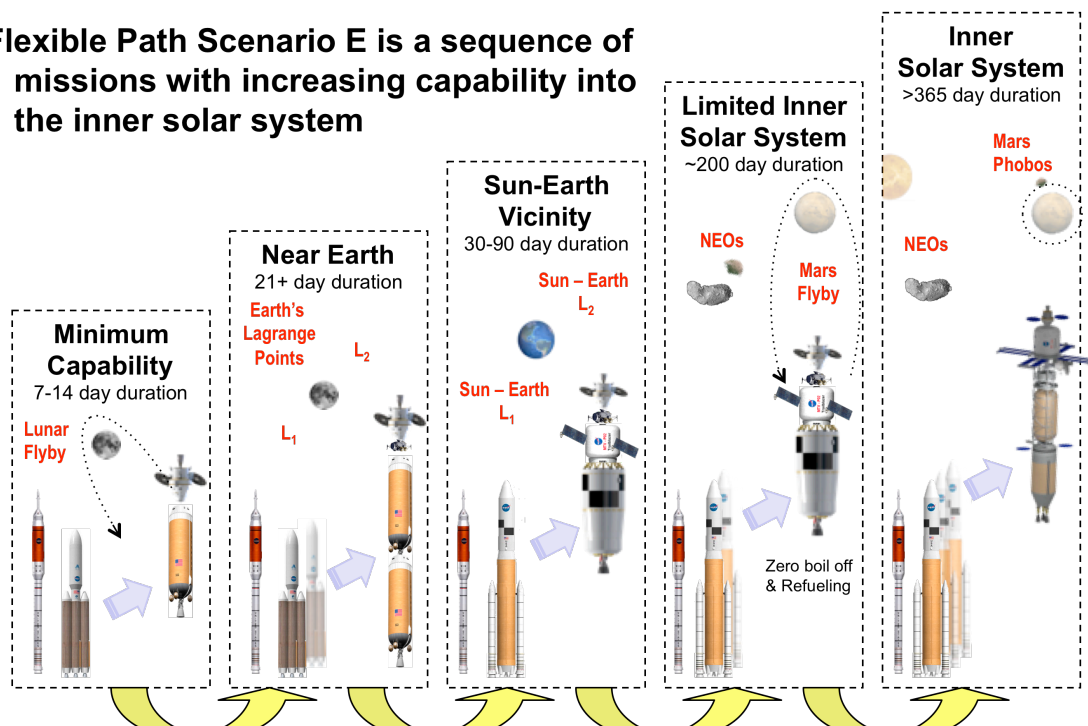 Flexible Path Scenario E is a sequence of
missions with increasing capability into
the inner solar system
Minimum
Capability
7-14 day duration
Lunar
Flyby
Near Earth
21+ day duration
Earth's
Lagrange
Points
L2
L1
Sun-Earth
Vicinity
30-90 day duration
Sun – Earth
L2
Sun – Earth
L1
Limited Inner
Solar System
~200 day duration
NEOs
Mars
Flyby
Zero boil off
& Refueling
Inner
Solar System
>365 day duration
Mars
Phobos
NEOs